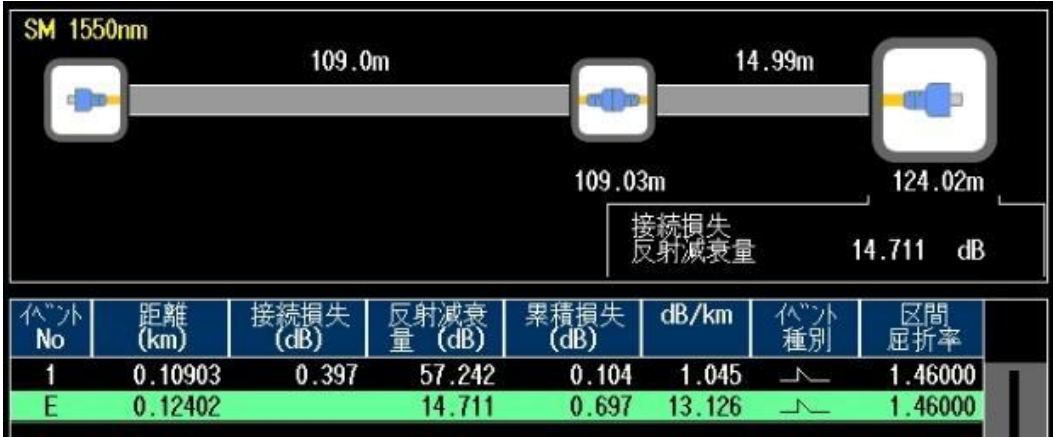 SM 1550nm
109.0m
14.99m
109.03m
124.02m
接続損失
反射減衰量 14.711 dB
イベント No 距離 (km) 接続損失 (dB) 反射減衰量 (dB) 累積損失 (dB) dB/km イベント種別 区間屈折率
1 0.10903 0.397 57.242 0.104 1.045 1.46000
E 0.12402 14.711 0.697 13.126 1.46000